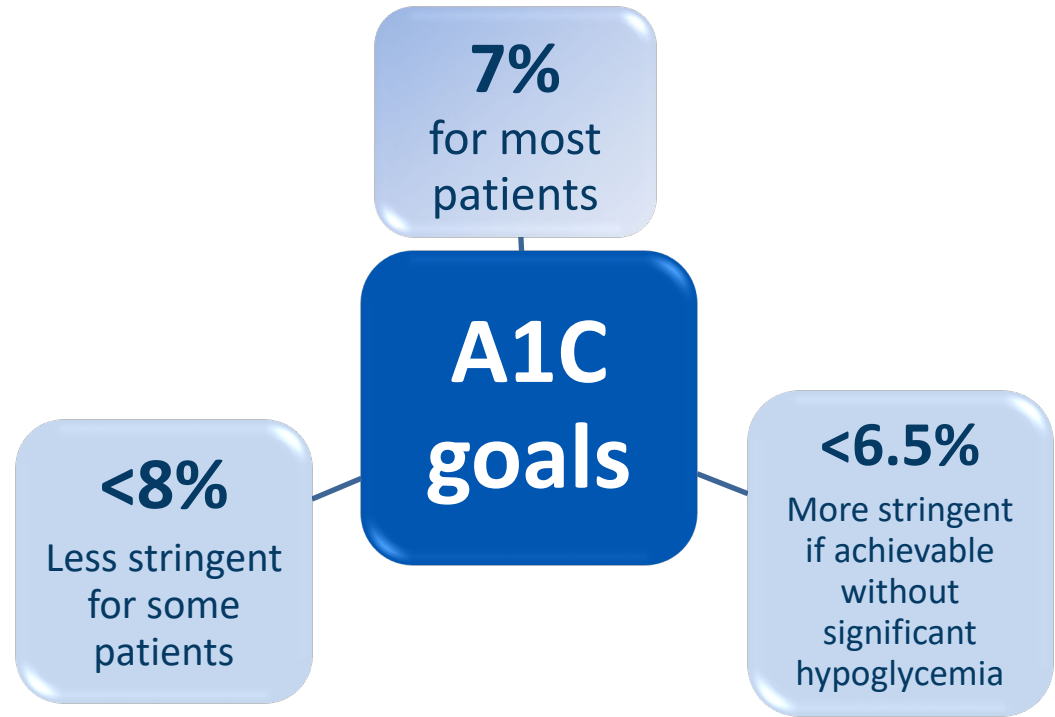 7%
for most
patients
A1C
goals
<8%
Less stringent
for some
patients
<6.5%
More stringent
if achievable
without
significant
hypoglycemia